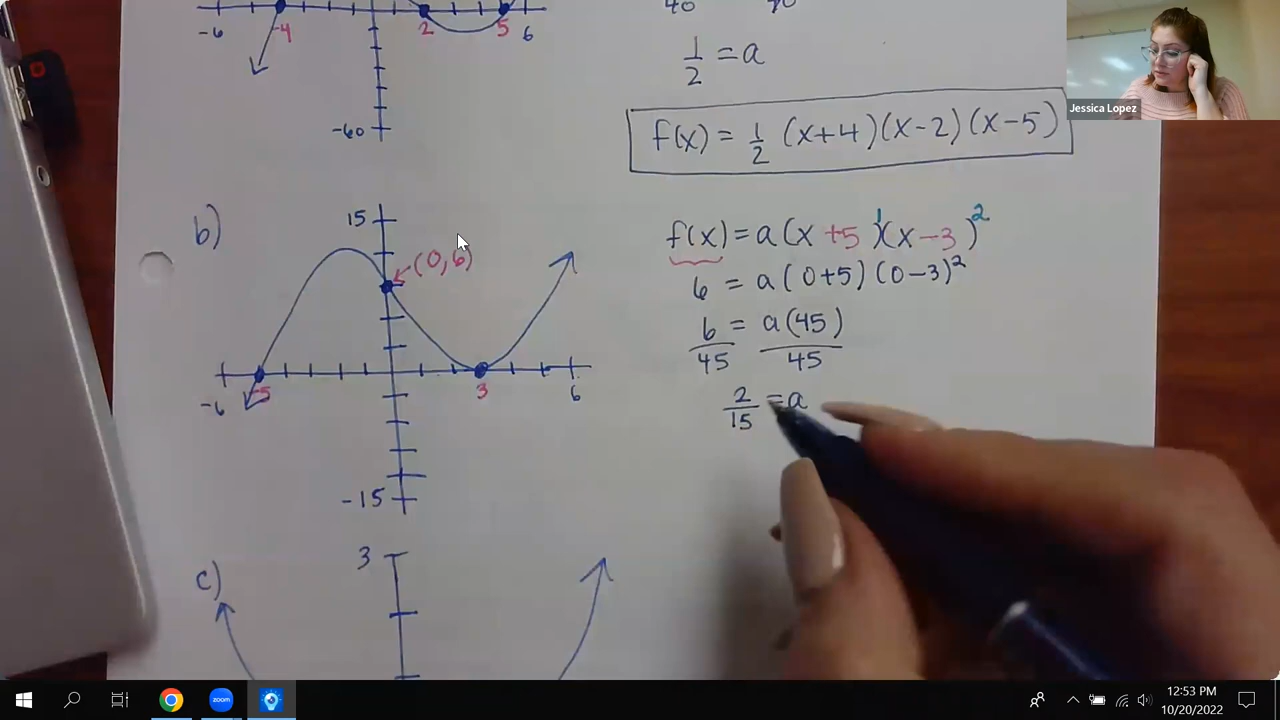 -6 -4 2 5 6
-60
40 90
1/2 = a
f(x) = 1/2 (x+4)(x-2)(x-5)
Jessica Lopez
b)
15
(0,6)
-6 -5 3 6
-15
f(x) = a(x +5)¹(x -3)²
6 = a(0+5)(0-3)²
6/45 = a(45)/45
2/15 = a
c)
3
zoom
12:53 PM
10/20/2022